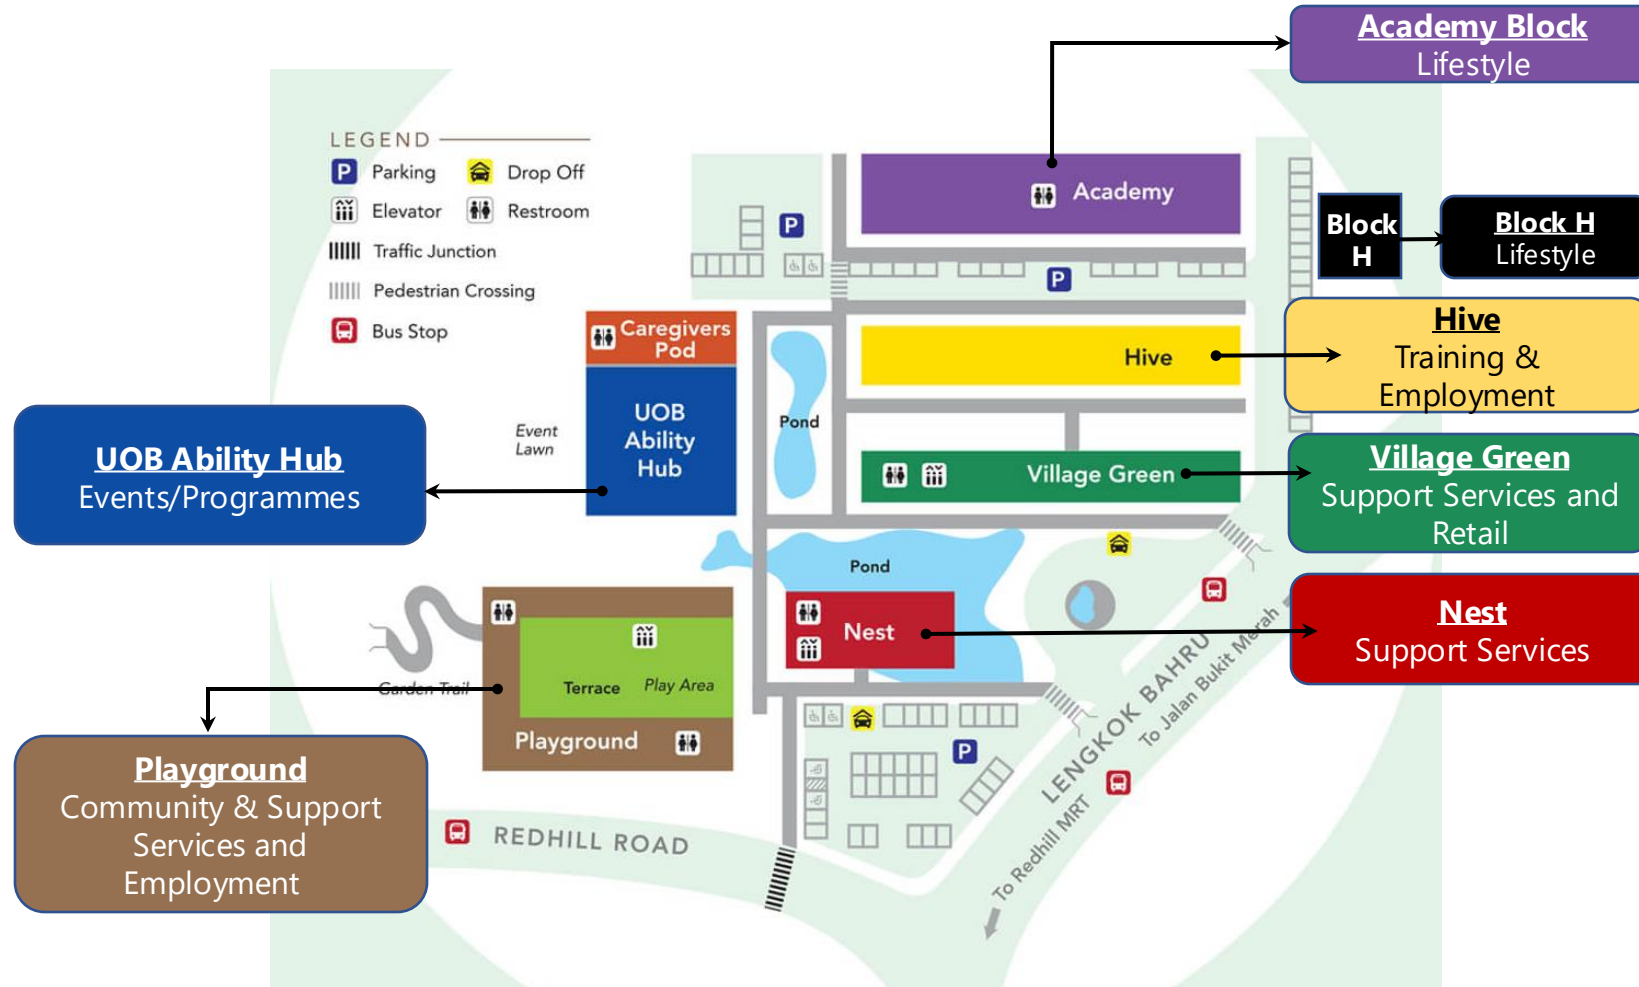 Academy Block
Lifestyle
LEGEND
P Parking
Drop Off
Elevator
Restroom
Traffic Junction
Pedestrian Crossing
Bus Stop
Academy
P
P
Block
H
Block H
Lifestyle
Caregivers
Pod
Hive
Hive
Training &
Employment
UOB
Ability
Hub
Event
Lawn
Pond
UOB Ability Hub
Events/Programmes
Village Green
Village Green
Support Services and
Retail
Pond
Nest
Nest
Support Services
Garden Trail
Terrace
Play Area
Playground
P
LENGKOK BAHRU
To Jalan Bukit Merah
To Redhill MRT
Playground
Community & Support
Services and
Employment
REDHILL ROAD